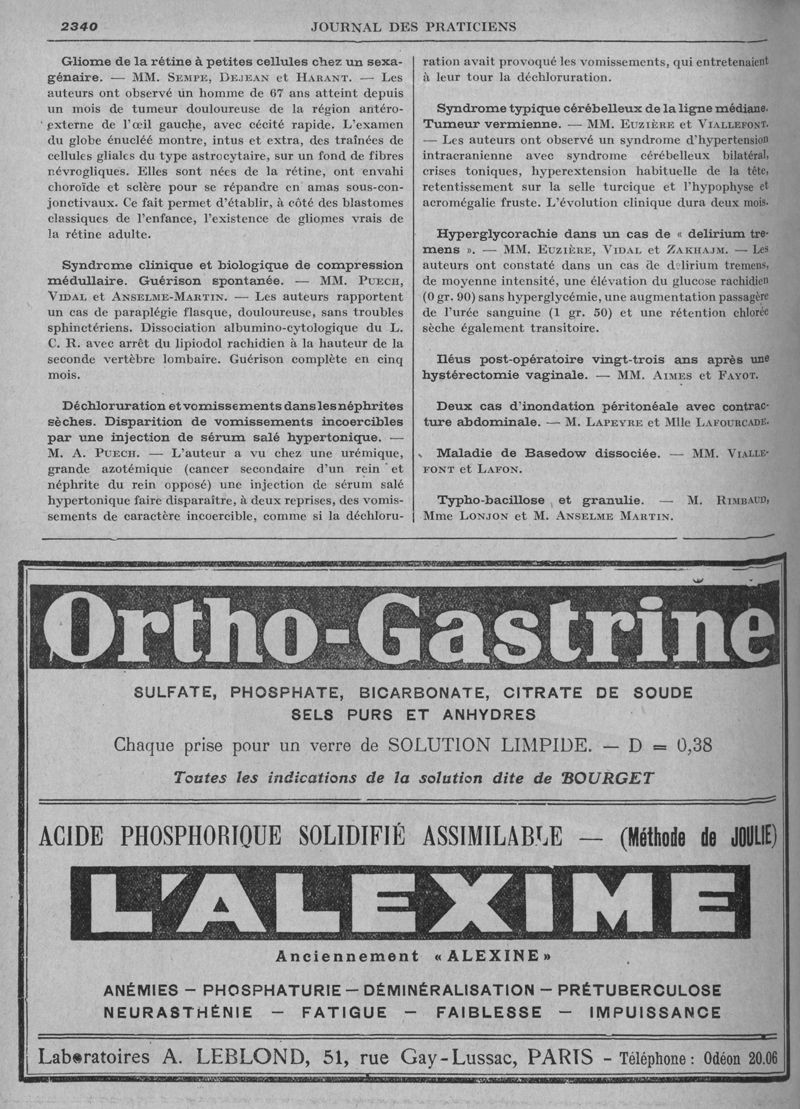 2340
JOURNAL DES PRATICIENS
Gliome de la rétine à petites cellules chez un sexa-
génaire. — MM. Sempe, Dejean et Harant. — Les
auteurs ont observé un homme de 67 ans atteint depuis
un mois de tumeur douloureuse de la région antéro-
externe de l'œil gauche, avec cécité rapide. L'examen
du globe énucléé montre, intus et extra, des traînées de
cellules gliales du type astrocytaire, sur un fond de fibres
névrogliques. Elles sont nées de la rétine, ont envahi
choroïde et sclère pour se répandre en amas sous-con-
jonctivaux. Ce fait permet d'établir, à côté des blastomes
classiques de l'enfance, l'existence de gliomes vrais de
la rétine adulte.
Syndrome clinique et biologique de compression
médullaire. Guérison spontanée. — MM. Puech,
Vidal et Anselme-Martin. — Les auteurs rapportent
un cas de paraplégie flasque, douloureuse, sans troubles
sphinctériens. Dissociation albumino-cytologique du L.
C. R. avec arrêt du lipiodol rachidien à la hauteur de la
seconde vertèbre lombaire. Guérison complète en cinq
mois.
Déchloruration et vomissements dans les néphrites
sèches. Disparition de vomissements incoercibles
par une injection de sérum salé hypertonique. —
M. A. Puech. — L'auteur a vu chez une urémique,
grande azotémique (cancer secondaire d'un rein et
néphrite du rein opposé) une injection de sérum salé
hypertonique faire disparaître, à deux reprises, des vomis-
sements de caractère incoercible, comme si la déchloru-
ration avait provoqué les vomissements, qui entretenaient
à leur tour la déchloruration.
Syndrome typique cérébelleux de la ligne médiane.
Tumeur vermienne. — MM. Euzière et Viallefont.
— Les auteurs ont observé un syndrome d'hypertension
intracranienne avec syndrome cérébelleux bilatéral,
crises toniques, hyperextension habituelle de la tête,
retentissement sur la selle turcique et l'hypophyse et
acromégalie fruste. L'évolution clinique dura deux mois.
Hyperglycorachie dans un cas de « delirium tre-
mens ». — MM. Euzière, Vidal et Zakhajm. — Les
auteurs ont constaté dans un cas de delirium tremens,
de moyenne intensité, une élévation du glucose rachidien
(0 gr. 90) sans hyperglycémie, une augmentation passagère
de l'urée sanguine (1 gr. 50) et une rétention chlorée
sèche également transitoire.
Iléus post-opératoire vingt-trois ans après une
hystérectomie vaginale. — MM. Aimes et Fayot.
Deux cas d'inondation péritonéale avec contrac-
ture abdominale. — M. Lapeyre et Mlle Lafourcade.
Maladie de Basedow dissociée. — MM. Vialle-
font et Lafon.
Typho-bacillose et granulie. — M. Rimbaud,
Mme Lonjon et M. Anselme Martin.
Ortho-Gastrine
SULFATE, PHOSPHATE, BICARBONATE, CITRATE DE SOUDE
SELS PURS ET ANHYDRES
Chaque prise pour un verre de SOLUTION LIMPIDE. — D = 0,38
Toutes les indications de la solution dite de BOURGET
ACIDE PHOSPHORIQUE SOLIDIFIÉ ASSIMILABLE — (Méthode de JOULIE)
L'ALEXIME
Anciennement « ALEXINE »
ANÉMIES — PHOSPHATURIE — DÉMINÉRALISATION — PRÉTUBERCULOSE
NEURASTHÉNIE — FATIGUE — FAIBLESSE — IMPUISSANCE
Laboratoires A. LEBLOND, 51, rue Gay-Lussac, PARIS - Téléphone : Odéon 20.06